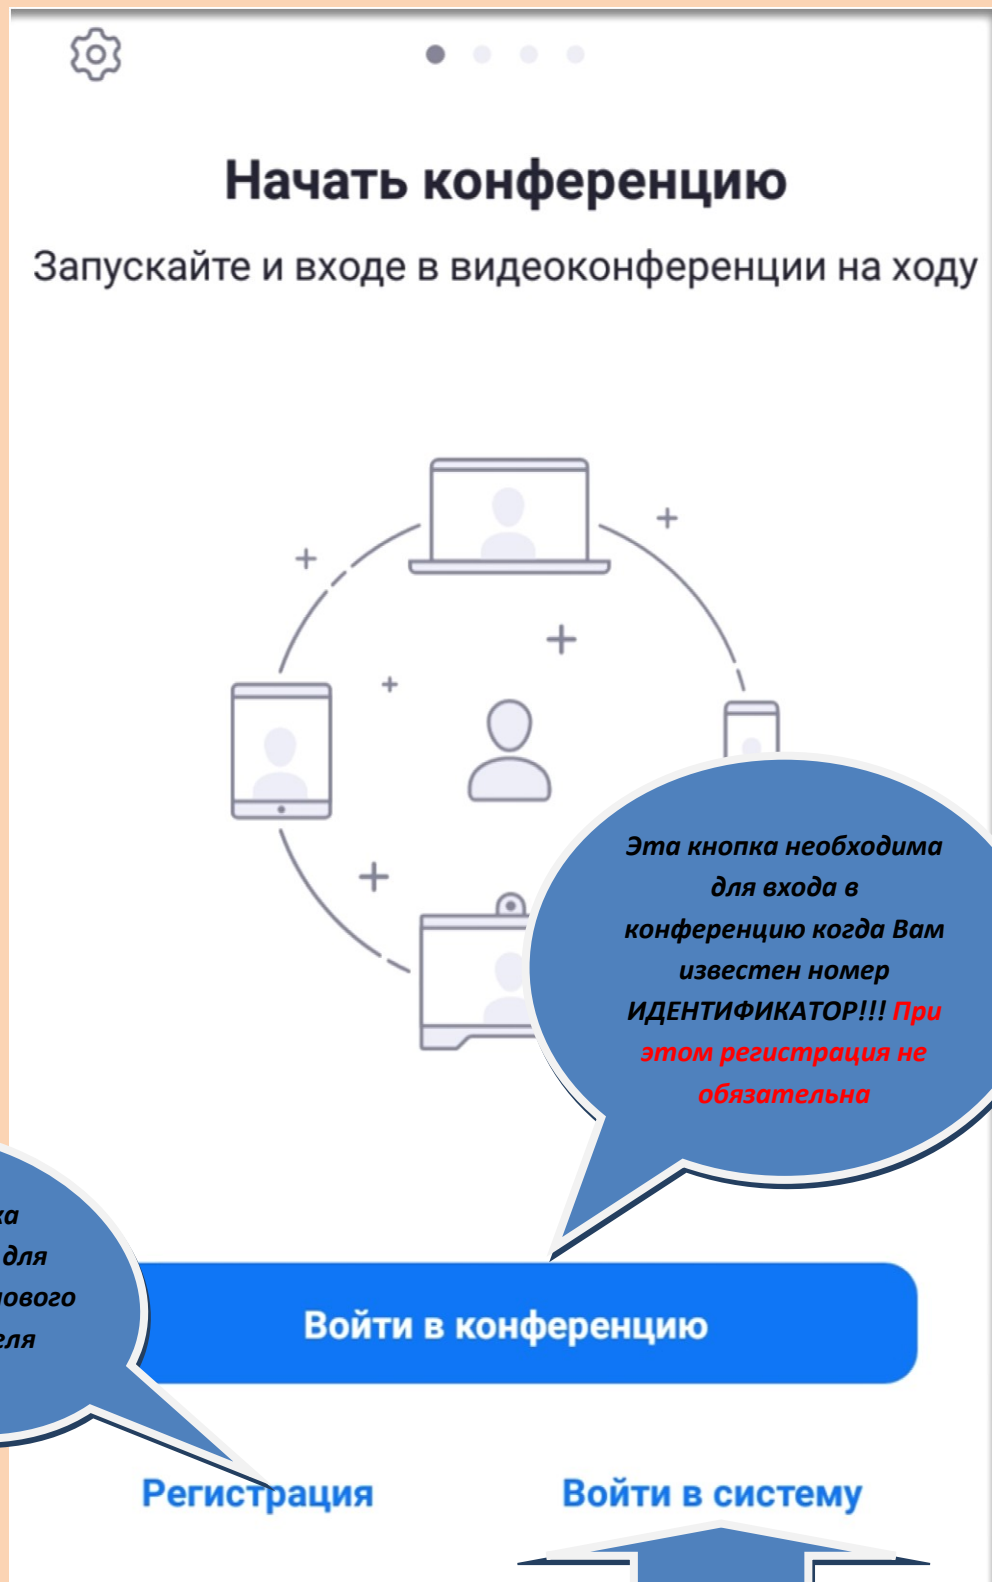 Начать конференцию
Запускайте и входе в видеоконференции на ходу
Эта кнопка необходима
для входа в
конференцию когда Вам
известен номер
ИДЕНТИФИКАТОР!!! При
этом регистрация не
обязательна
для
Войти в конференцию
Регистрация
Войти в систему